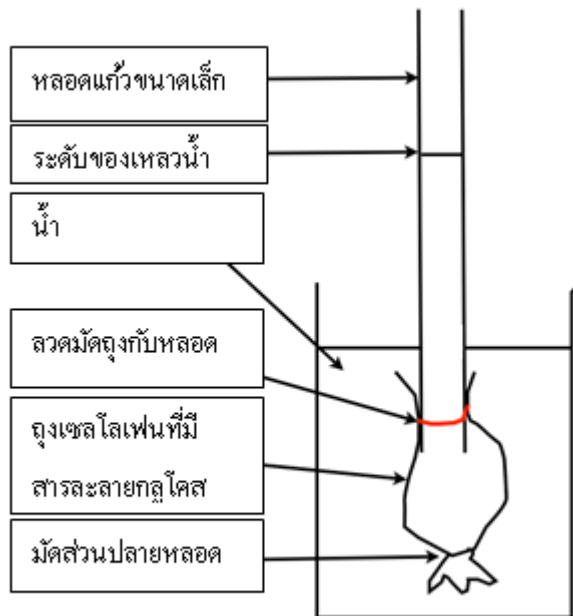 หลอดแก้วขนาดเล็ก
ระดับของเหลวน้ำ
น้ำ
ลวดมัดถุงกับหลอด
ถุงเซลโลเฟนที่มี
สารละลายกลูโคส
มัดส่วนปลายหลอด